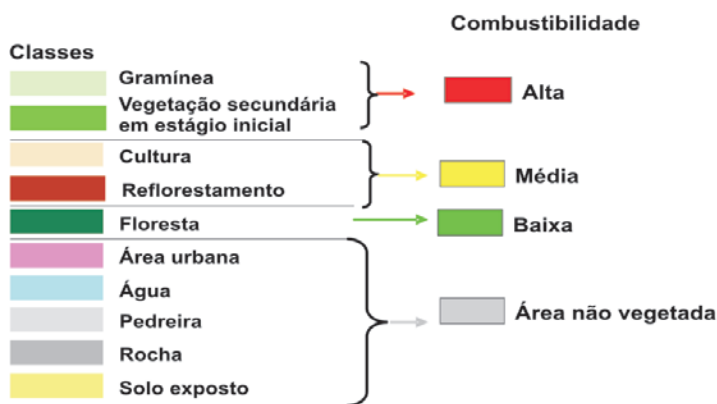 Combustibilidade
Classes
Gramínea
Vegetação secundária
em estágio inicial
Alta
Cultura
Reflorestamento
Média
Floresta
Baixa
Área urbana
Água
Pedreira
Rocha
Solo exposto
Área não vegetada